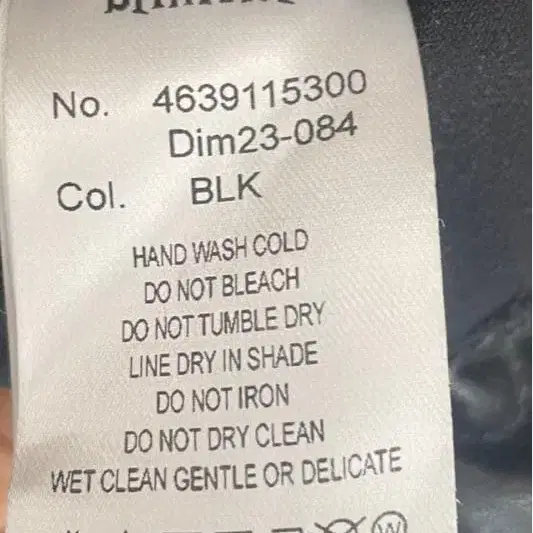 No. 4639115300
Dim23-084
Col. BLK
HAND WASH COLD
DO NOT BLEACH
DO NOT TUMBLE DRY
LINE DRY IN SHADE
DO NOT IRON
DO NOT DRY CLEAN
WET CLEAN GENTLE OR DELICATE
W